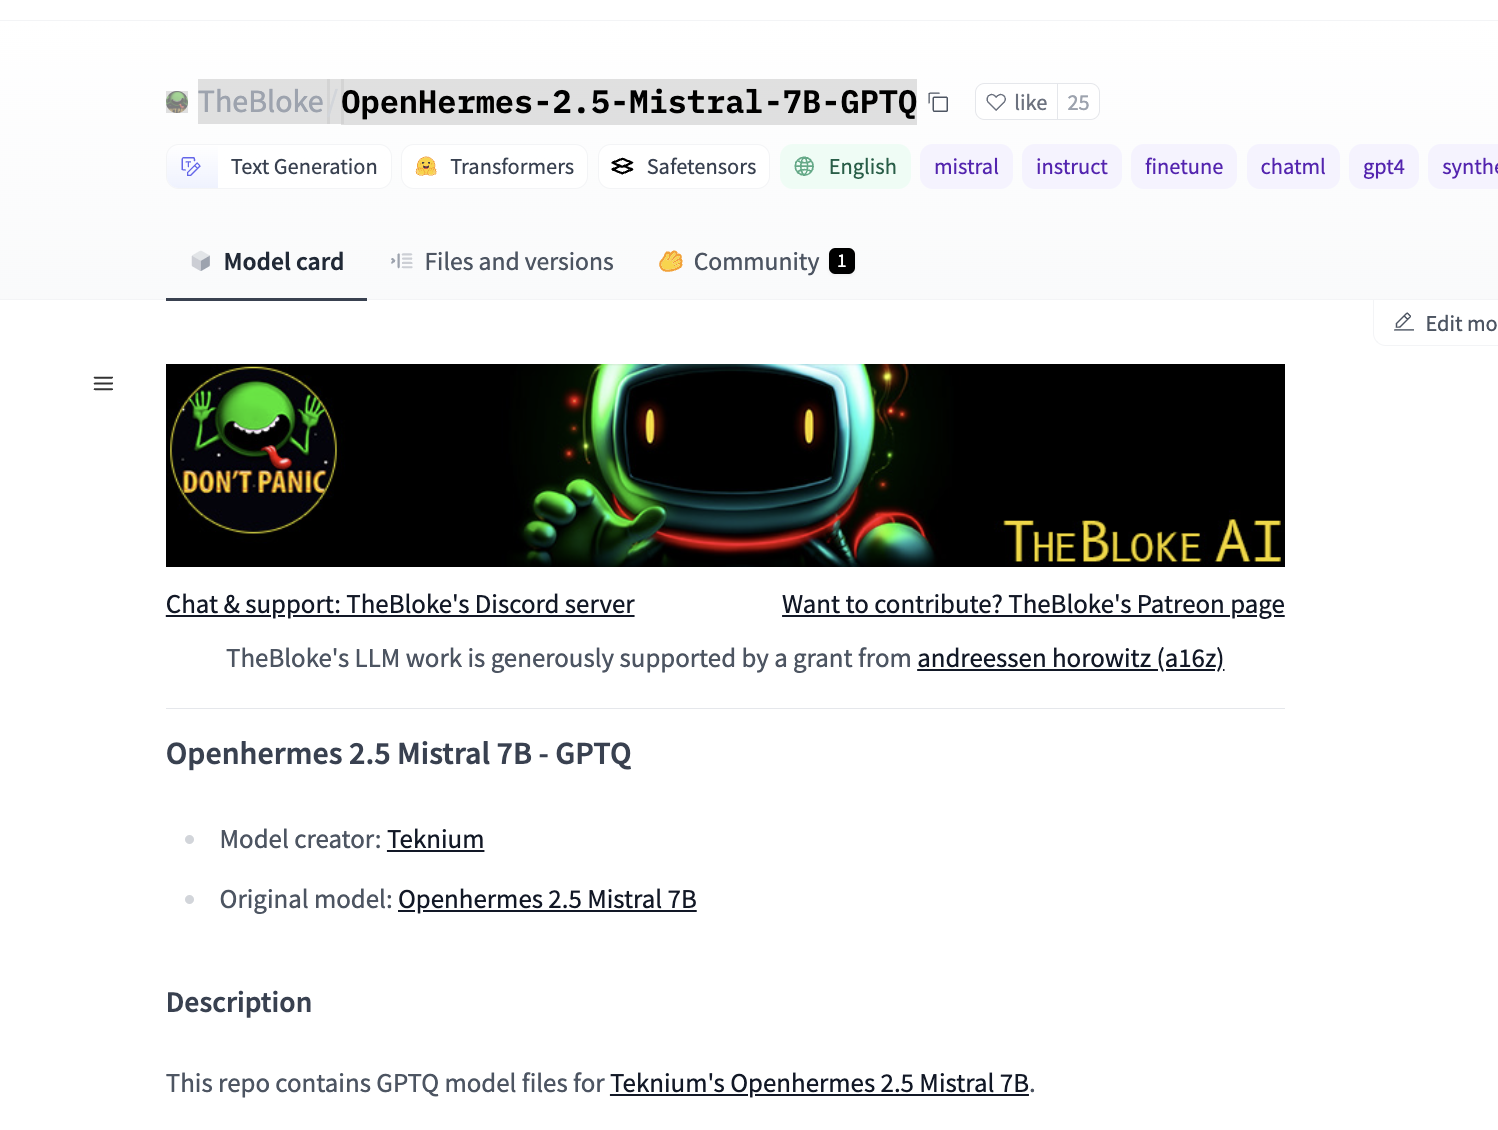 TheBloke/OpenHermes-2.5-Mistral-7B-GPTQ like 25
Text Generation Transformers Safetensors English mistral instruct finetune chatml gpt4 synthe
Model card Files and versions Community 1
Edit mo
DON'T PANIC
THEBLOKE AI
Chat & support: TheBloke's Discord server Want to contribute? TheBloke's Patreon page
TheBloke's LLM work is generously supported by a grant from andreessen horowitz (a16z)
Openhermes 2.5 Mistral 7B - GPTQ
Model creator: Teknium
Original model: Openhermes 2.5 Mistral 7B
Description
This repo contains GPTQ model files for Teknium's Openhermes 2.5 Mistral 7B.